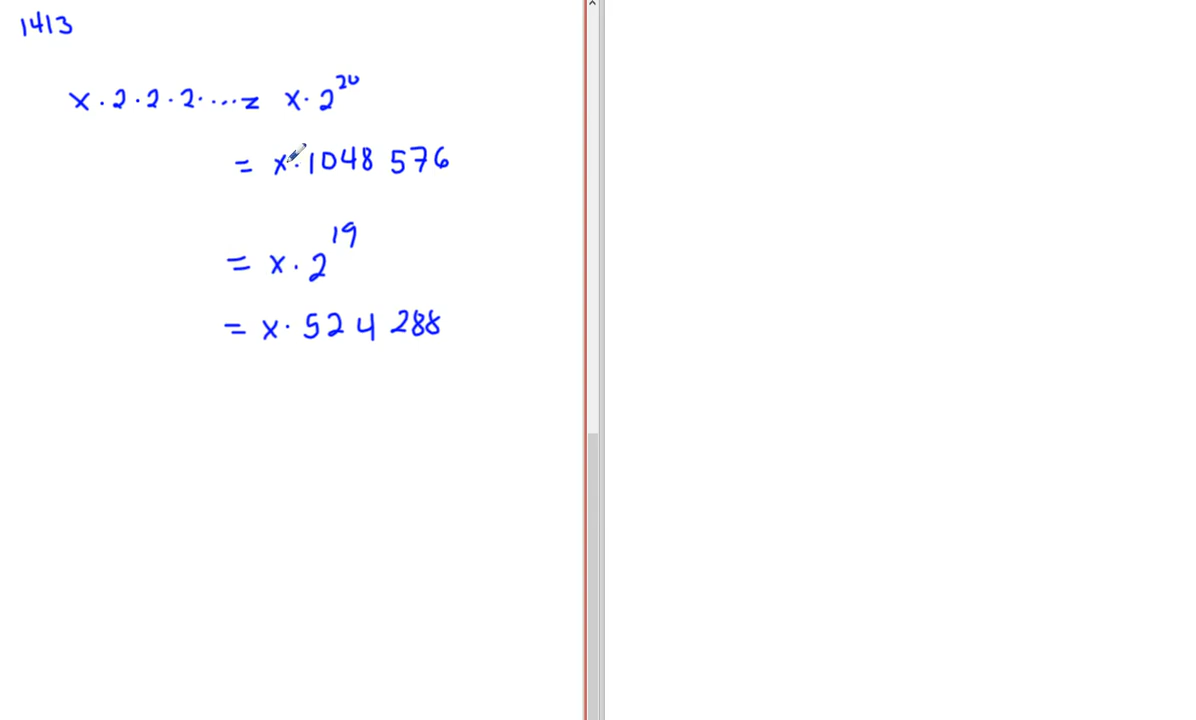 1413
x · 2 · 2 · 2 · ... = x · 2^20
= x · 1048 576
= x · 2^19
= x · 524 288